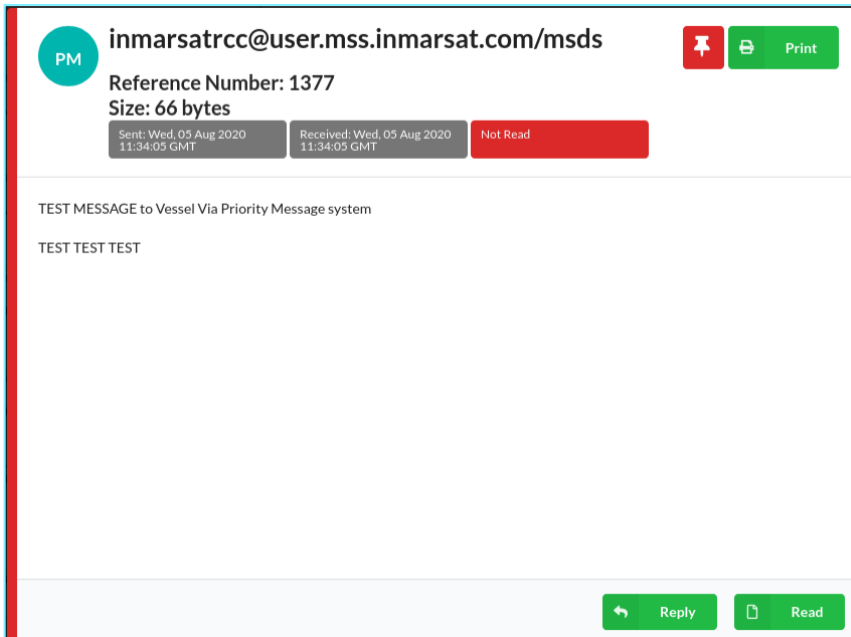 PM
inmarsatrcc@user.mss.inmarsat.com/msds
Print
Reference Number: 1377
Size: 66 bytes
Sent: Wed, 05 Aug 2020
11:34:05 GMT
Received: Wed, 05 Aug 2020
11:34:05 GMT
Not Read
TEST MESSAGE to Vessel Via Priority Message system
TEST TEST TEST
Reply
Read